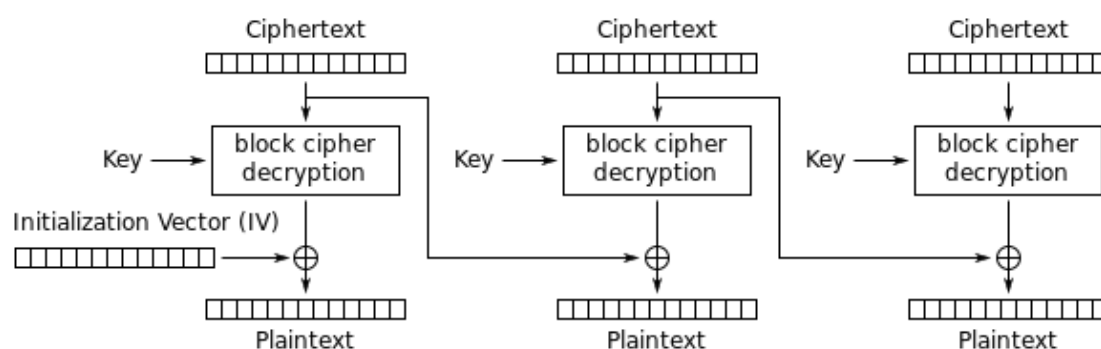 Ciphertext
Ciphertext
Ciphertext
Key
block cipher
decryption
Key
block cipher
decryption
Key
block cipher
decryption
Initialization Vector (IV)
Plaintext
Plaintext
Plaintext